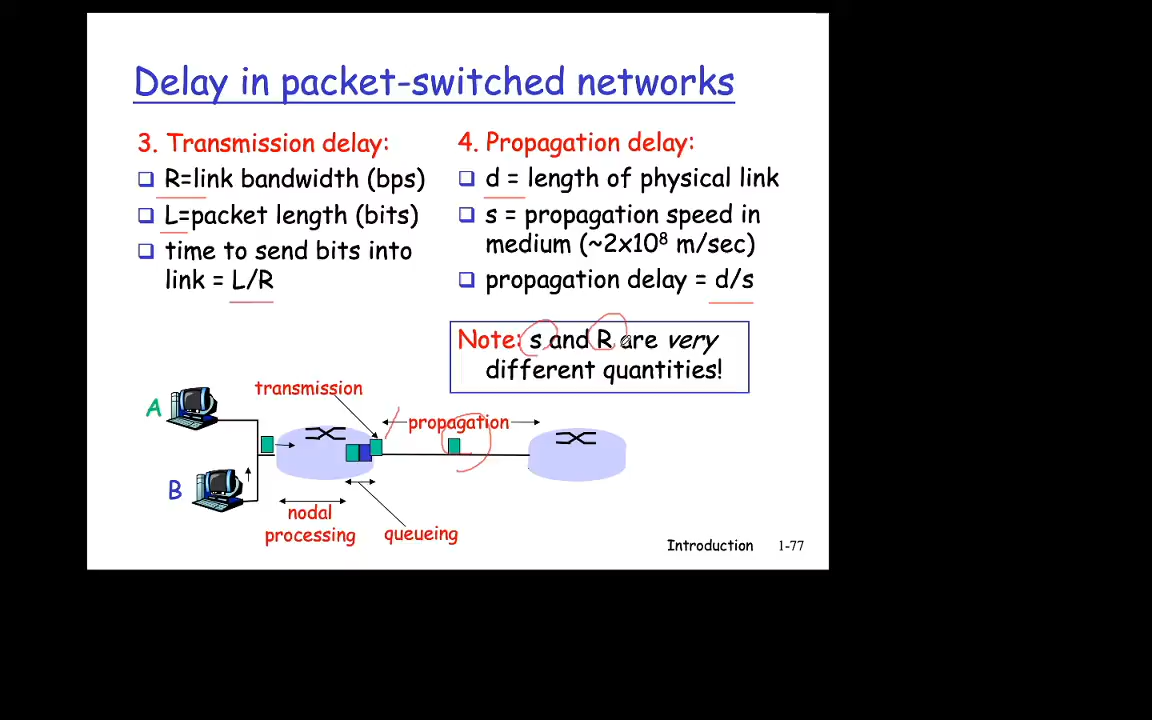 Delay in packet-switched networks
3. Transmission delay:
R=link bandwidth (bps)
L=packet length (bits)
time to send bits into
link = L/R
4. Propagation delay:
d = length of physical link
s = propagation speed in
medium (~2x10⁸ m/sec)
propagation delay = d/s
Note: s and R are very
different quantities!
transmission
A
propagation
B
nodal
processing
queueing
Introduction 1-77